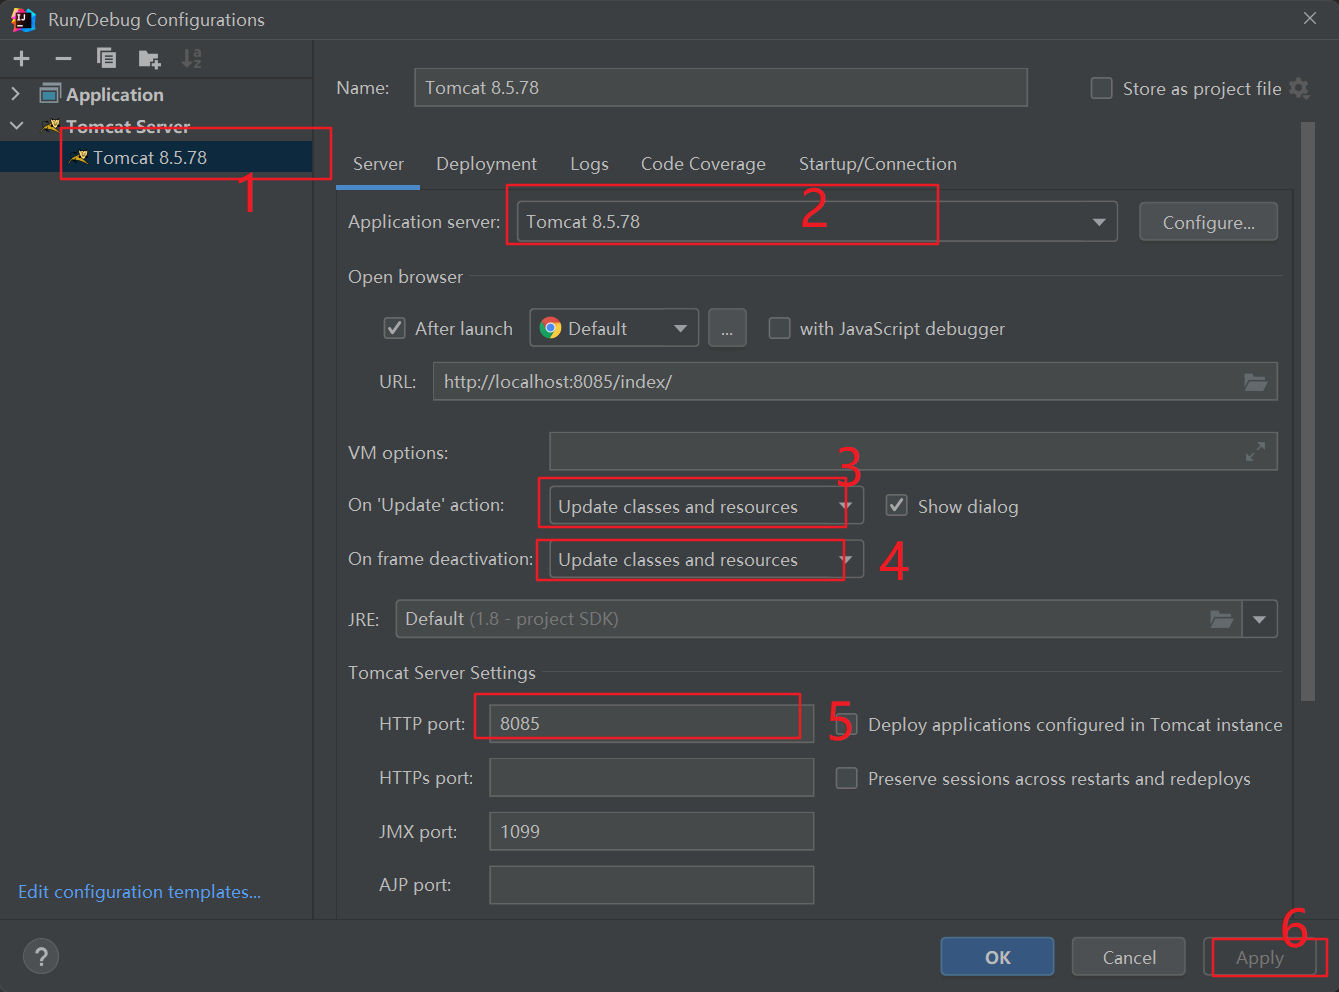 Run/Debug Configurations
Application
Tomcat Server
Tomcat 8.5.78
1
Edit configuration templates...
Name: Tomcat 8.5.78 Store as project file
Server Deployment Logs Code Coverage Startup/Connection
2
Application server: Tomcat 8.5.78 Configure...
Open browser
After launch Default ... with JavaScript debugger
URL: http://localhost:8085/index/
VM options:
3
On 'Update' action: Update classes and resources Show dialog
On frame deactivation: Update classes and resources 4
JRE: Default (1.8 - project SDK)
Tomcat Server Settings
HTTP port: 8085 5 Deploy applications configured in Tomcat instance
HTTPs port: Preserve sessions across restarts and redeploys
JMX port: 1099
AJP port:
6
? OK Cancel Apply